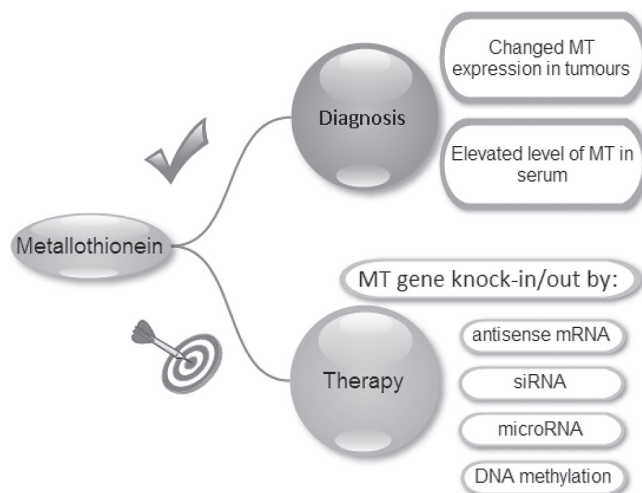 Changed MT
expression in tumours
Diagnosis
Elevated level of MT in
serum
Metallothionein
MT gene knock-in/out by:
antisense mRNA
Therapy
siRNA
microRNA
DNA methylation